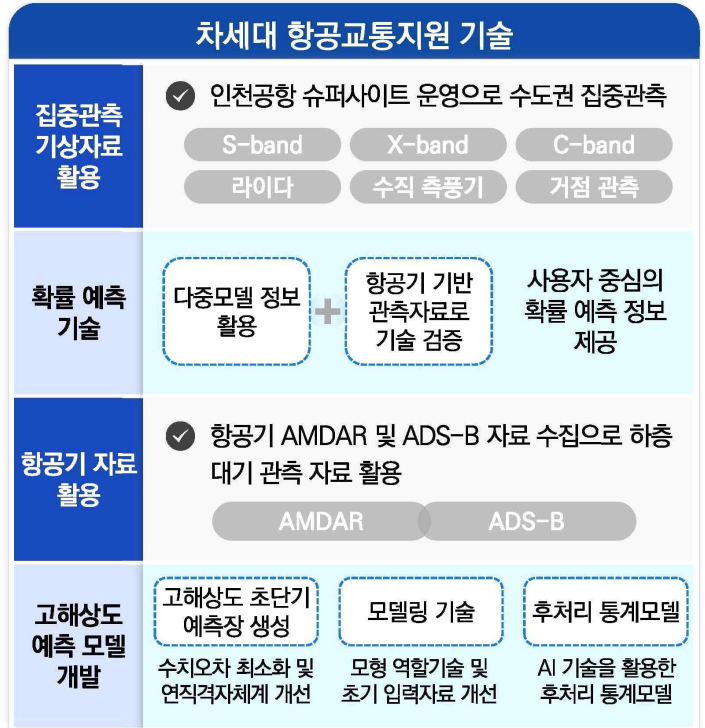 차세대 항공교통지원 기술
집중관측
기상자료
활용
인천공항 슈퍼사이트 운영으로 수도권 집중관측
S-band
X-band
C-band
라이다
수직 측풍기
거점 관측
확률 예측
기술
다중모델 정보
활용
+
항공기 기반
관측자료로
기술 검증
사용자 중심의
확률 예측 정보
제공
항공기 자료
활용
항공기 AMDAR 및 ADS-B 자료 수집으로 하층
대기 관측 자료 활용
AMDAR
ADS-B
고해상도
예측 모델
개발
고해상도 초단기
예측장 생성
수치오차 최소화 및
연직격자체계 개선
모델링 기술
모형 역할기술 및
초기 입력자료 개선
후처리 통계모델
AI 기술을 활용한
후처리 통계모델